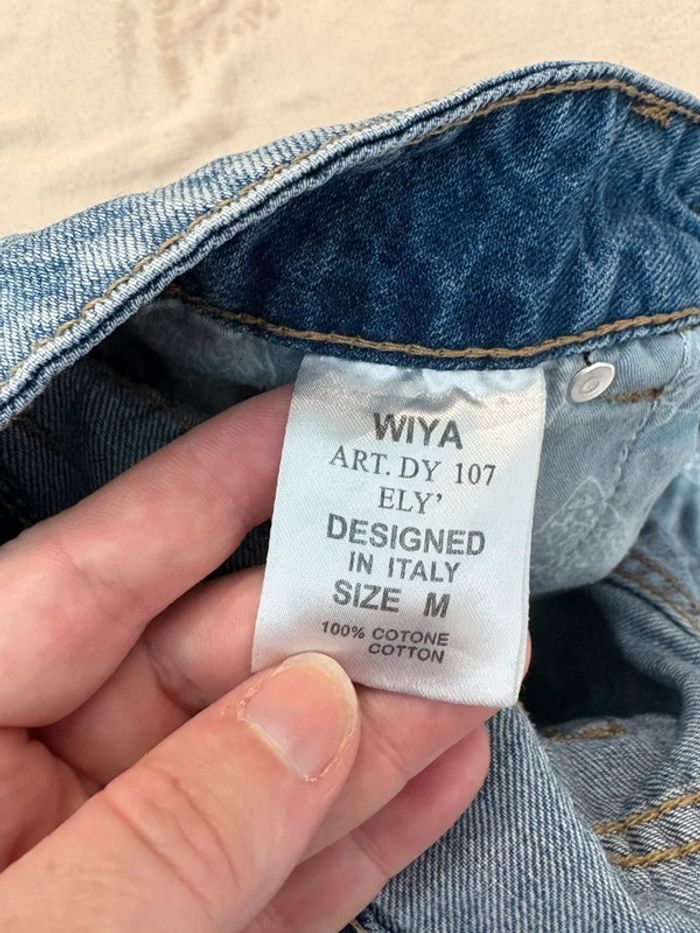 WIYA
ART. DY 107
ELY'
DESIGNED
IN ITALY
SIZE M
100% COTONE
COTTON